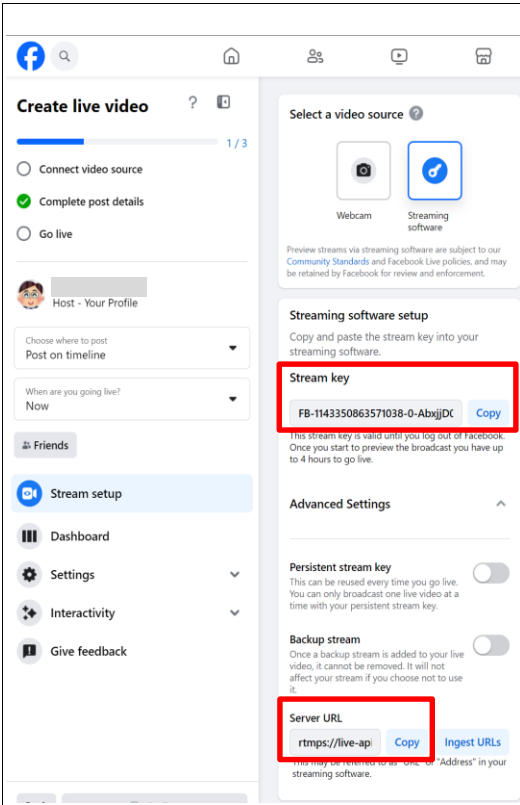 Create live video
?
1 / 3
Connect video source
Complete post details
Go live
Host - Your Profile
Choose where to post
Post on timeline
When are you going live?
Now
Friends
Stream setup
Dashboard
Settings
Interactivity
Give feedback
Select a video source ?
Webcam
Streaming
software
Preview streams via streaming software are subject to our
Community Standards and Facebook Live policies, and may
be retained by Facebook for review and enforcement.
Streaming software setup
Copy and paste the stream key into your
streaming software.
Stream key
FB-1143350863571038-0-AbxjjD(
Copy
This stream key is valid until you log out of Facebook.
Once you start to preview the broadcast you have up
to 4 hours to go live.
Advanced Settings
Persistent stream key
This can be reused every time you go live.
You can only broadcast one live video at a
time with your persistent stream key.
Backup stream
Once a backup stream is added to your live
video, it cannot be removed. It will not
affect your stream if you choose not to use
it.
Server URL
rtmps://live-api
Copy
Ingest URLs
This may be referred to as "URL" or "Address" in your
streaming software.